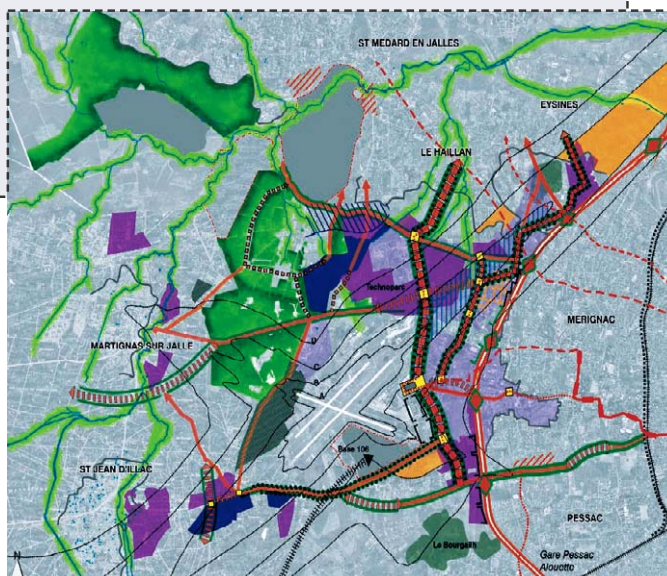 ST MEDARD EN JALLES
EYSINES
LE HAILLAN
Technoparc
MERIGNAC
MARTIGNAS SUR JALLE
D
C
B
A
Base 106
ST JEAN D'ILLAC
PESSAC
Le Bourgailh
Gare Pessac
Alouette
N